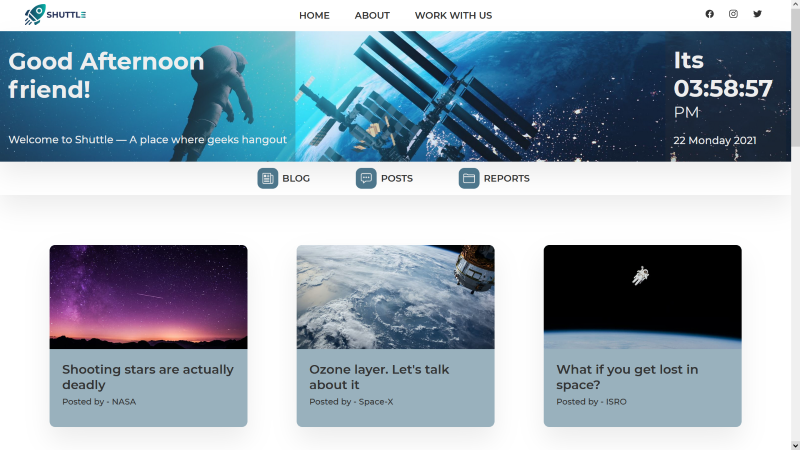 SHUTTLE
HOME ABOUT WORK WITH US
Good Afternoon
friend!
Welcome to Shuttle — A place where geeks hangout
Its
03:58:57
PM
22 Monday 2021
BLOG POSTS REPORTS
Shooting stars are actually
deadly
Posted by - NASA
Ozone layer. Let's talk
about it
Posted by - Space-X
What if you get lost in
space?
Posted by - ISRO